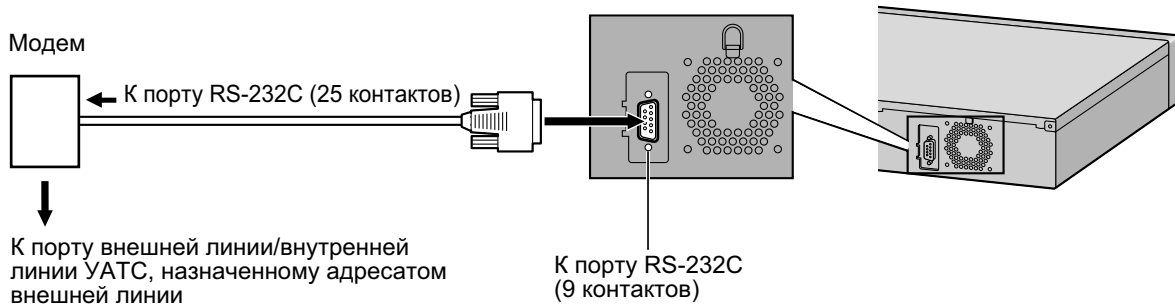 Модем
К порту RS-232C (25 контактов)
К порту внешней линии/внутренней
линии УАТС, назначенному адресатом
внешней линии
К порту RS-232C
(9 контактов)